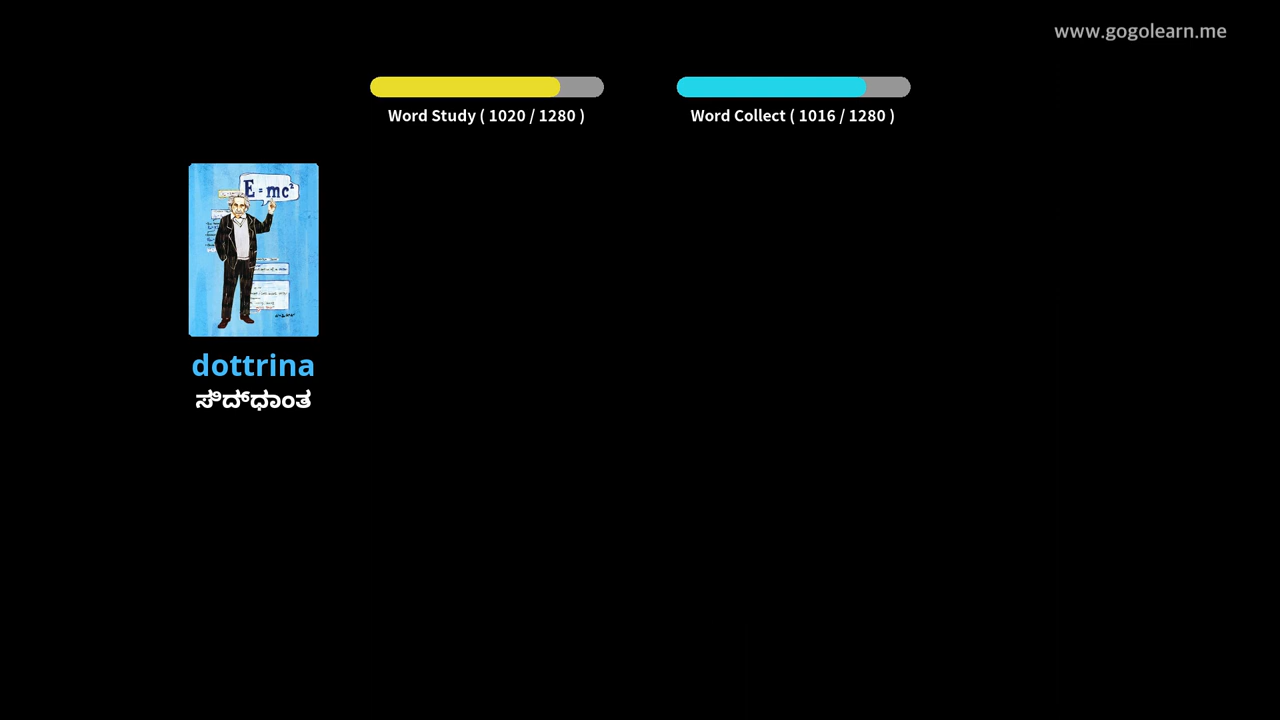 www.gogolearn.me
Word Study ( 1020 / 1280 )
Word Collect ( 1016 / 1280 )
E = mc²
dottrina
ಸಿದ್ಧಾಂತ